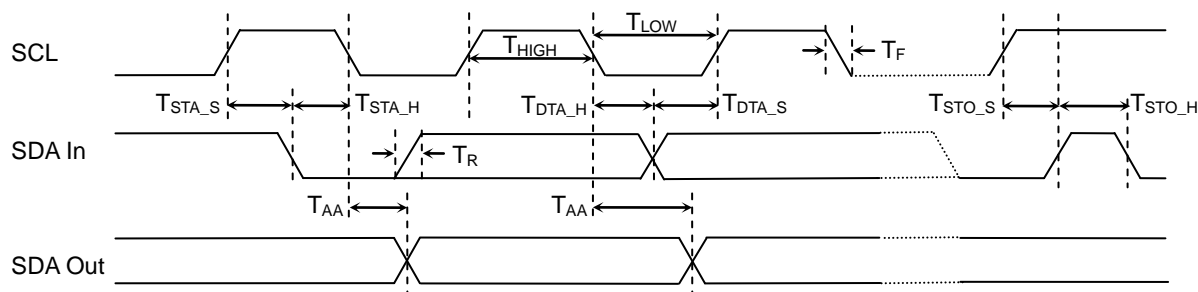 SCL
T_LOW
T_HIGH
T_F
T_STA_S
T_STA_H
T_DTA_H
T_DTA_S
T_STO_S
T_STO_H
SDA In
T_R
T_AA
T_AA
SDA Out